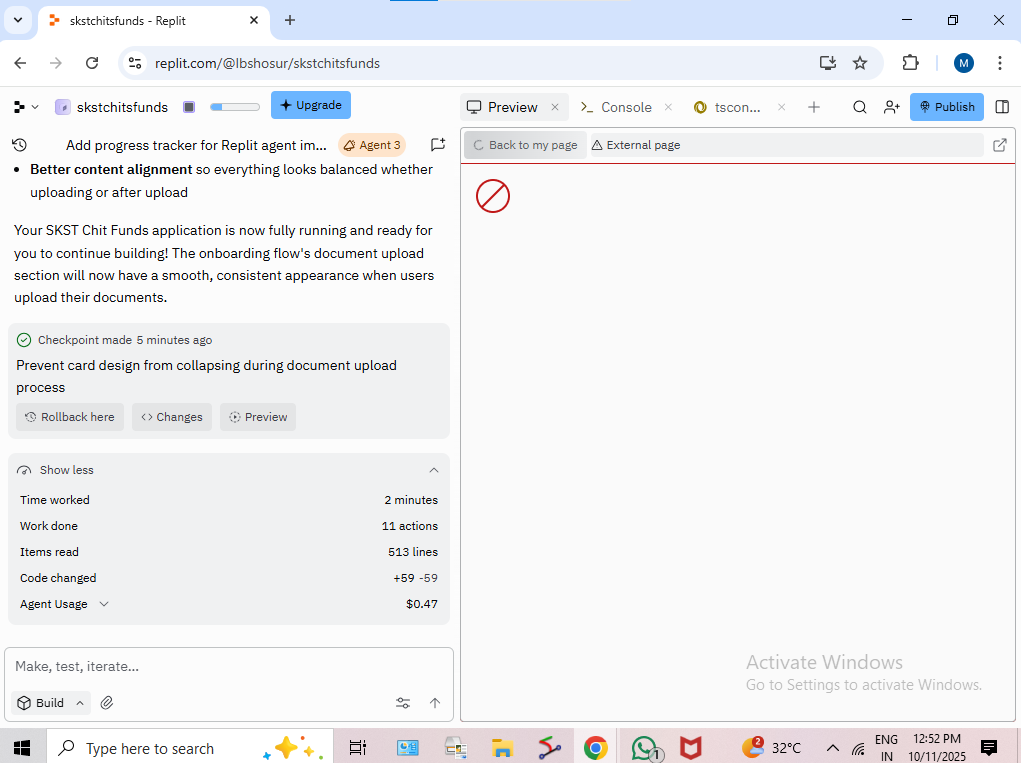 skstchitsfunds - Replit
replit.com/@lbshosur/skstchitsfunds
M
skstchitsfunds
Upgrade
Preview
Console
tscon...
Publish
Add progress tracker for Replit agent im...
Agent 3
Back to my page
External page
Better content alignment so everything looks balanced whether
uploading or after upload
Your SKST Chit Funds application is now fully running and ready for
you to continue building! The onboarding flow's document upload
section will now have a smooth, consistent appearance when users
upload their documents.
Checkpoint made 5 minutes ago
Prevent card design from collapsing during document upload
process
Rollback here
Changes
Preview
Show less
Time worked 2 minutes
Work done 11 actions
Items read 513 lines
Code changed +59 -59
Agent Usage $0.47
Make, test, iterate...
Build
Activate Windows
Go to Settings to activate Windows.
Type here to search
1
2
32°C
ENG
IN
12:52 PM
10/11/2025